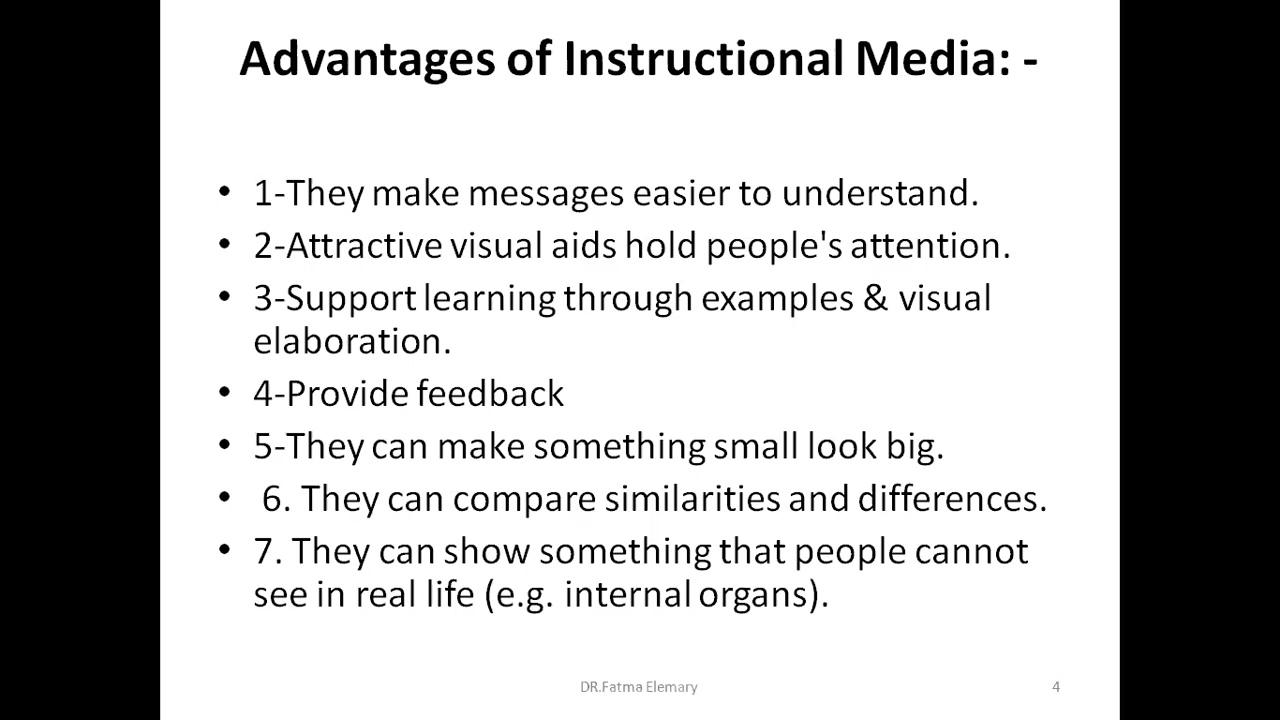 Advantages of Instructional Media: -
• 1-They make messages easier to understand.
• 2-Attractive visual aids hold people's attention.
• 3-Support learning through examples & visual
elaboration.
• 4-Provide feedback
• 5-They can make something small look big.
• 6. They can compare similarities and differences.
• 7. They can show something that people cannot
see in real life (e.g. internal organs).
DR.Fatma Elemary
4